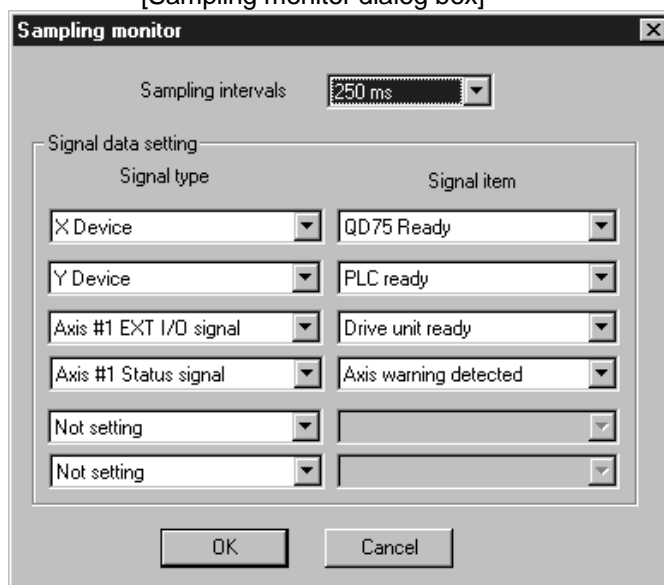 [Sampling monitor dialog box]
Sampling monitor
Sampling intervals 250 ms
Signal data setting
Signal type Signal item
X Device QD75 Ready
Y Device PLC ready
Axis #1 EXT I/O signal Drive unit ready
Axis #1 Status signal Axis warning detected
Not setting
Not setting
OK Cancel